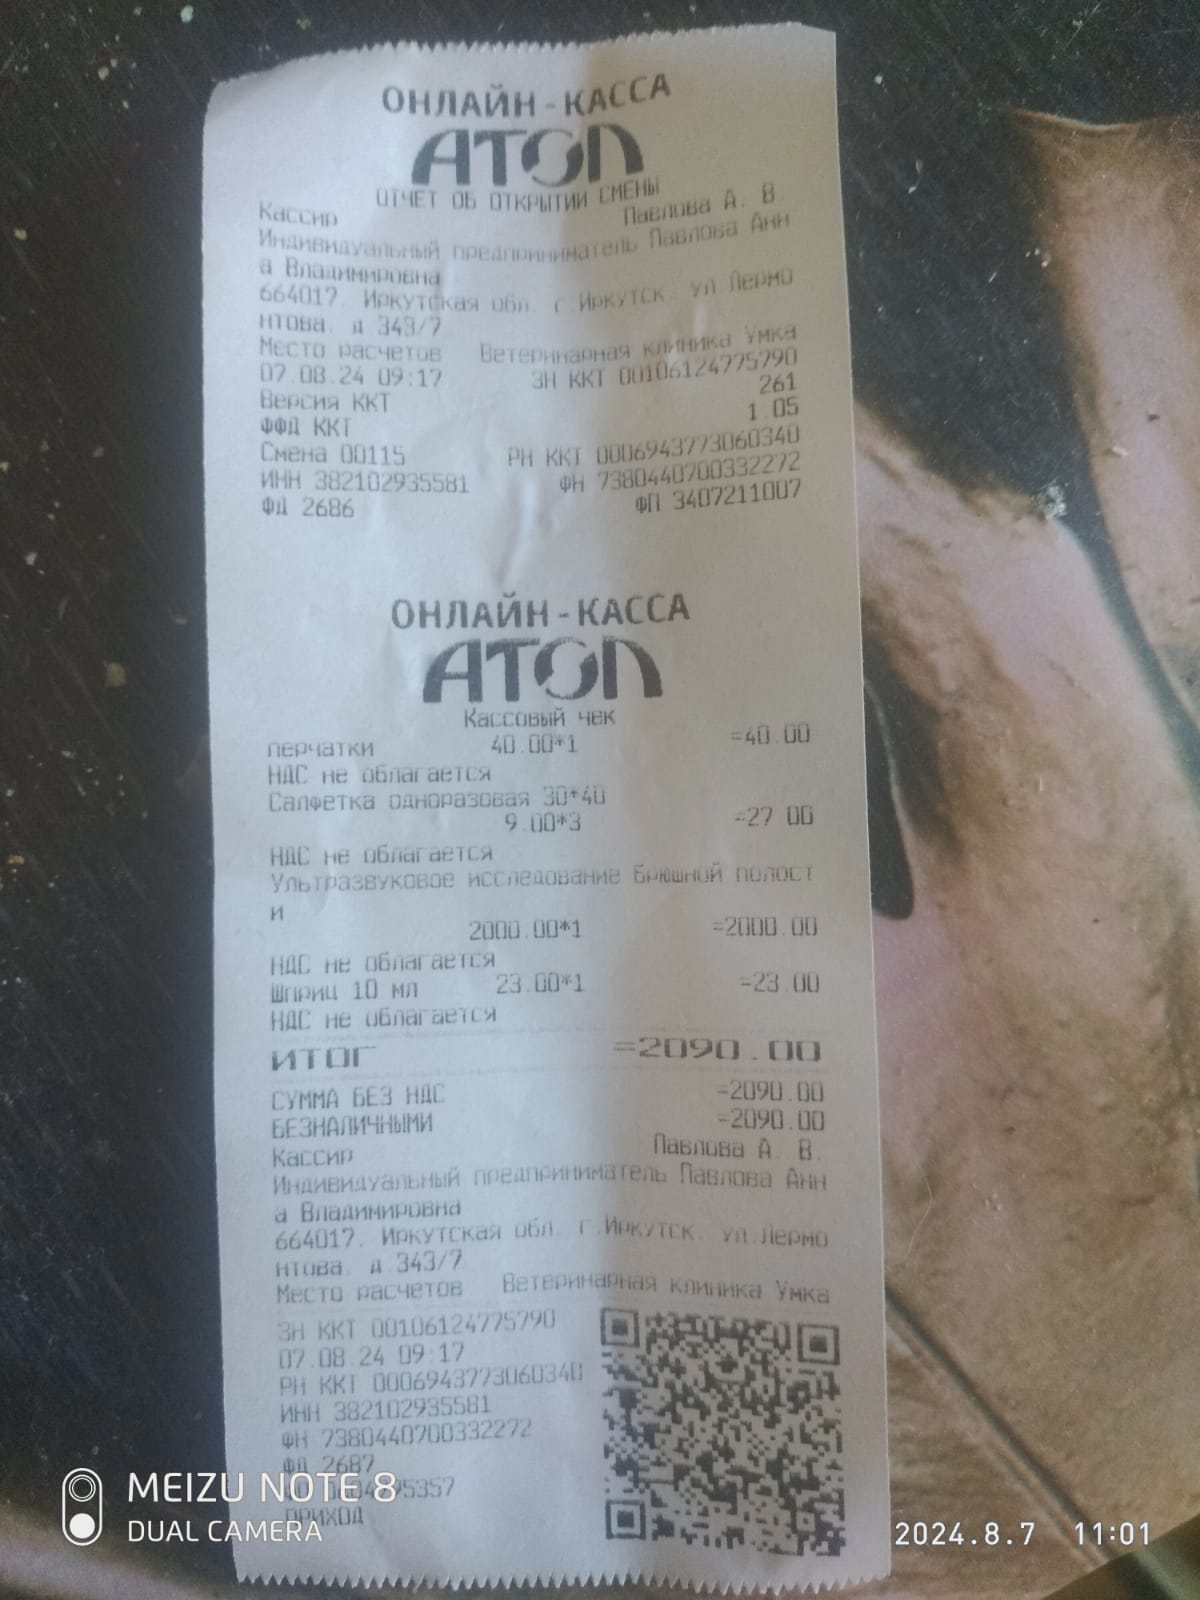 ОНЛАЙН-КАССА
АТОЛ
ОТЧЕТ ОБ ОТКРЫТИИ СМЕНЫ
Кассир Павлова А. В
Индивидуальный предприниматель Павлова Анн
а Владимировна
664017, Иркутская обл. г Иркутск, ул.Лермо
нтова, д.343/7
Место расчетов Ветеринарная клиника Умка
07.08.24 09:17 ЗН ККТ 00106124775790
Версия ККТ 261
ФФД ККТ 1.05
Смена 00115 РН ККТ 0006943773060340
ИНН 382102935581 ФН 7380440700332272
ФД 2686 ФП 3407211007
ОНЛАЙН-КАССА
АТОЛ
Кассовый чек
перчатки 40.00*1 =40.00
НДС не облагается
Салфетка одноразовая 30*40
9.00*3 =27.00
НДС не облагается
Ультразвуковое исследование брюшной полост
и
2000.00*1 =2000.00
НДС не облагается
Шприц 10 мл 23.00*1 =23.00
НДС не облагается
ИТОГ =2090.00
СУММА БЕЗ НДС =2090.00
БЕЗНАЛИЧНЫМИ =2090.00
Кассир Павлова А. В.
Индивидуальный предприниматель Павлова Анн
а Владимировна
664017, Иркутская обл. г.Иркутск, ул.Лермо
нтова, д.343/7
Место расчетов Ветеринарная клиника Умка
ЗН ККТ 00106124775790
07.08.24 09:17
РН ККТ 0006943773060340
ИНН 382102935581
ФН 7380440700332272
ФД 2687
ПРИХОД
MEIZU NOTE 8
DUAL CAMERA
2024.8.7 11:01